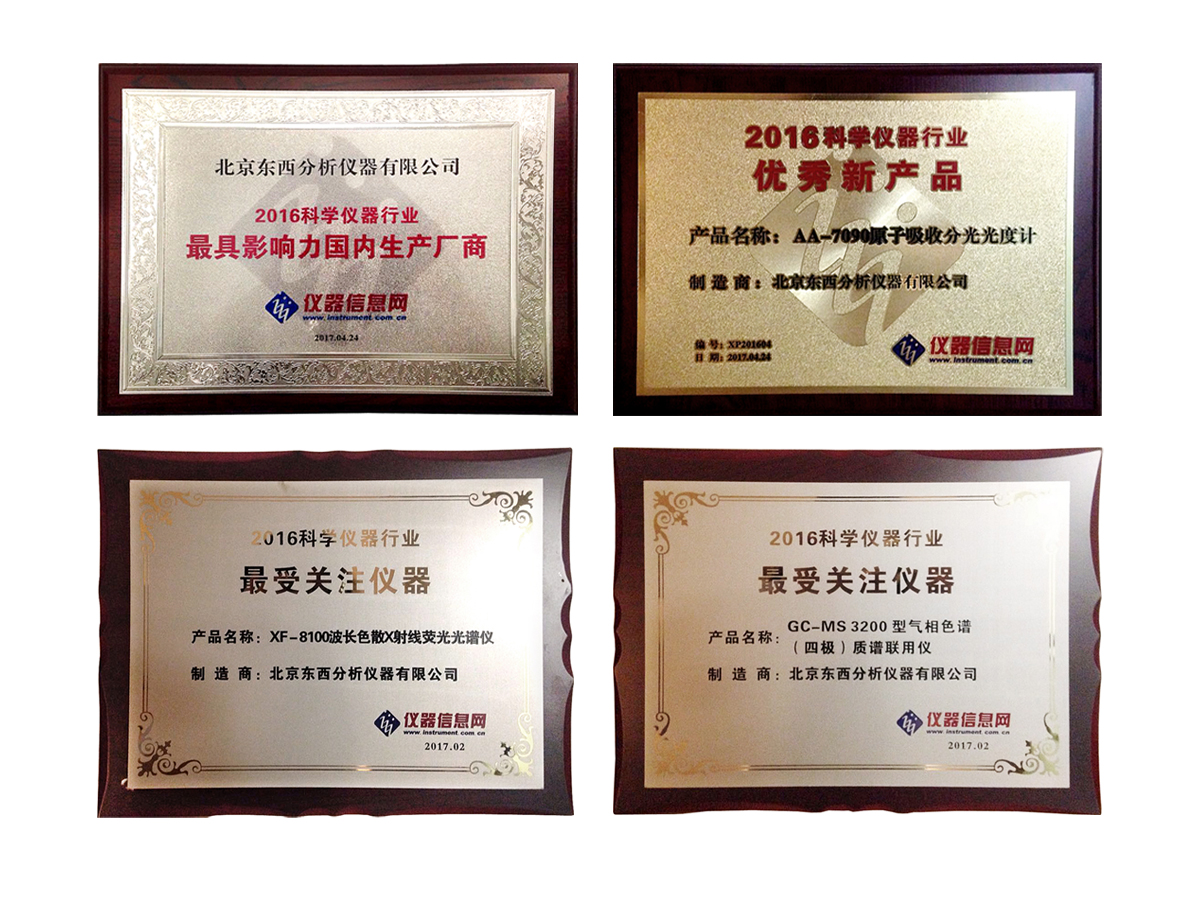 北京东西分析仪器有限公司
2016科学仪器行业
最具影响力国内生产厂商
仪器信息网
www.instrument.com.cn
2017.04.24
2016科学仪器行业
优秀新产品
产品名称：AA-7090原子吸收分光光度计
制造商：北京东西分析仪器有限公司
编号：XP201604
日期：2017.04.24
仪器信息网
www.instrument.com.cn
2016科学仪器行业
最受关注仪器
产品名称：XF-8100波长色散X射线荧光光谱仪
制造商：北京东西分析仪器有限公司
仪器信息网
www.instrument.com.cn
2017.02
2016科学仪器行业
最受关注仪器
产品名称：GC-MS 3200 型气相色谱
（四极）质谱联用仪
制造商：北京东西分析仪器有限公司
仪器信息网
www.instrument.com.cn
2017.02